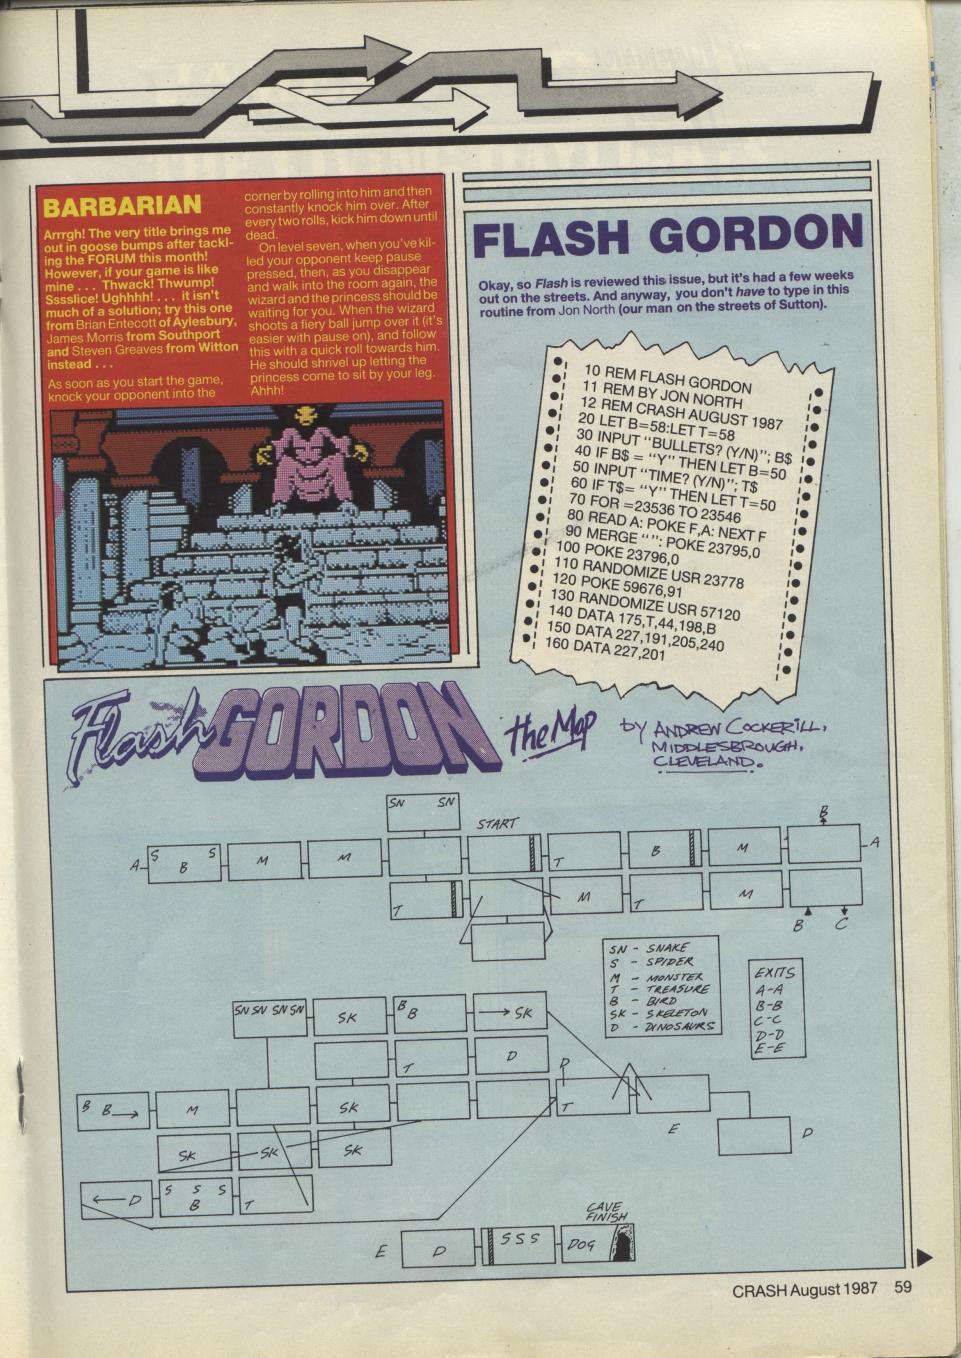 BARBARIAN
Arrrgh! The very title brings me
out in goose bumps after tackl-
ing the FORUM this month!
However, if your game is like
mine . . . Thwack! Thwump!
Sssslice! Ughhhh! . . . it isn't
much of a solution; try this one
from Brian Entecott of Aylesbury,
James Morris from Southport
and Steven Greaves from Witton
instead . . .
As soon as you start the game,
knock your opponent into the
corner by rolling into him and then
constantly knock him over. After
every two rolls, kick him down until
dead.
On level seven, when you've kil-
led your opponent keep pause
pressed, then, as you disappear
and walk into the room again, the
wizard and the princess should be
waiting for you. When the wizard
shoots a fiery ball jump over it (it's
easier with pause on), and follow
this with a quick roll towards him.
He should shrivel up letting the
princess come to sit by your leg.
Ahhh!
FLASH GORDON
Okay, so Flash is reviewed this issue, but it's had a few weeks
out on the streets. And anyway, you don't have to type in this
routine from Jon North (our man on the streets of Sutton).
10 REM FLASH GORDON
11 REM BY JON NORTH
12 REM CRASH AUGUST 1987
20 LET B=58:LET T=58
30 INPUT "BULLETS? (Y/N)"; B$
40 IF B$ = "Y" THEN LET B=50
50 INPUT "TIME? (Y/N)"; T$
60 IF T$= "Y" THEN LET T=50
70 FOR =23536 TO 23546
80 READ A: POKE F,A: NEXT F
90 MERGE "": POKE 23795,0
100 POKE 23796,0
110 RANDOMIZE USR 23778
120 POKE 59676,91
130 RANDOMIZE USR 57120
140 DATA 175,T,44,198,B
150 DATA 227,191,205,240
160 DATA 227,201
Flash GORDON the Map by ANDREW COCKERILL,
MIDDLESBROUGH,
CLEVELAND.
SN SN
START
B
A S B S M M T B M A
T M T M
B C
SN - SNAKE
S - SPIDER
M - MONSTER
T - TREASURE
B - BIRD
SK - SKELETON
D - DINOSAURS
EXITS
A-A
B-B
C-C
D-D
E-E
SN SN SN SN SK B B SK
T D D
B B M SK T
SK SK SK E D
D S S S B T
CAVE
FINISH
E D S S S DOG
CRASH August 1987 59